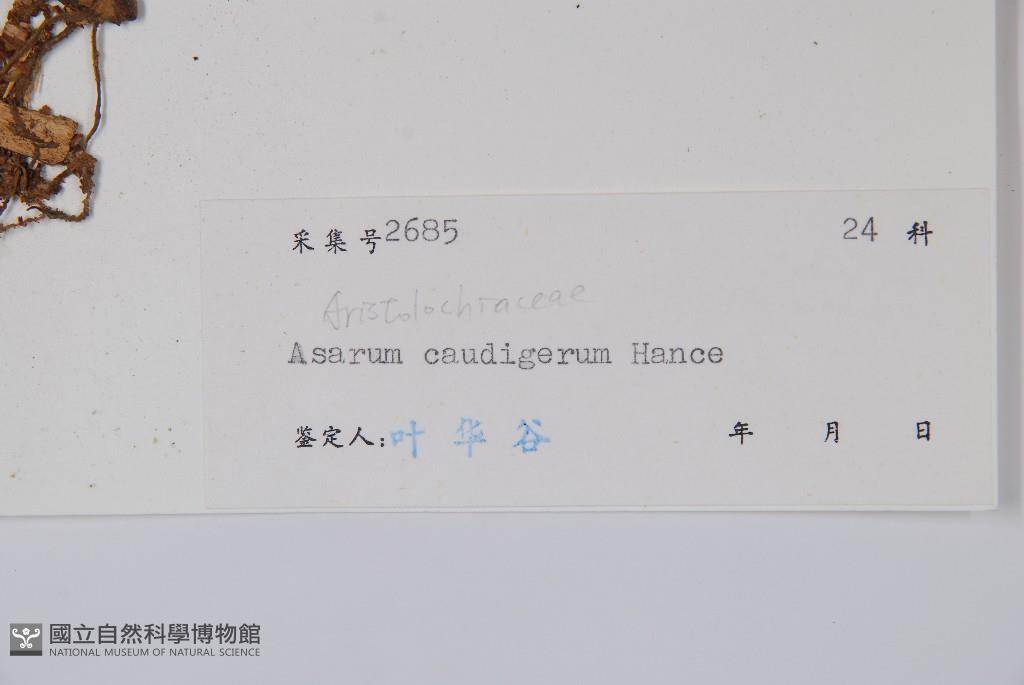 采集号2685 24 科
Aristolochiaceae
Asarum caudigerum Hance
鉴定人:叶华谷 年 月 日
國立自然科學博物館
NATIONAL MUSEUM OF NATURAL SCIENCE